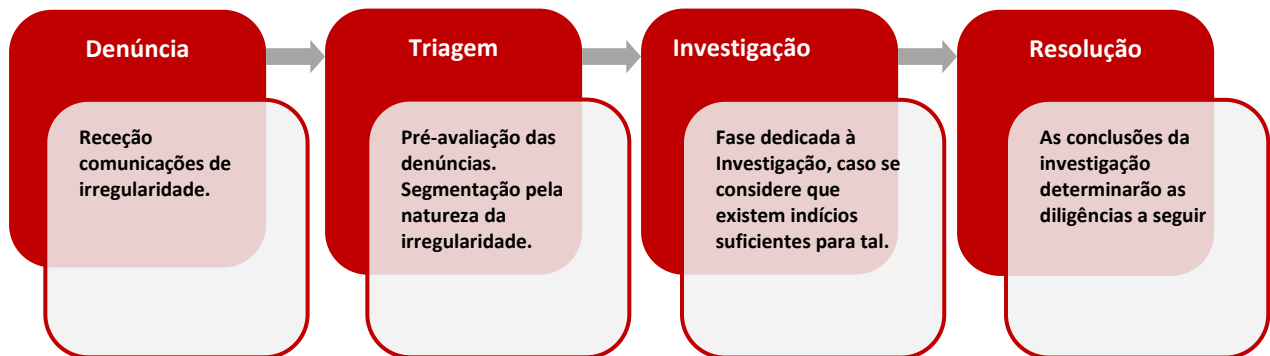 Denúncia
Receção
comunicações de
irregularidade.
Triagem
Pré-avaliação das
denúncias.
Segmentação pela
natureza da
irregularidade.
Investigação
Fase dedicada à
Investigação, caso se
considere que
existem indícios
suficientes para tal.
Resolução
As conclusões da
investigação
determinarão as
diligências a seguir